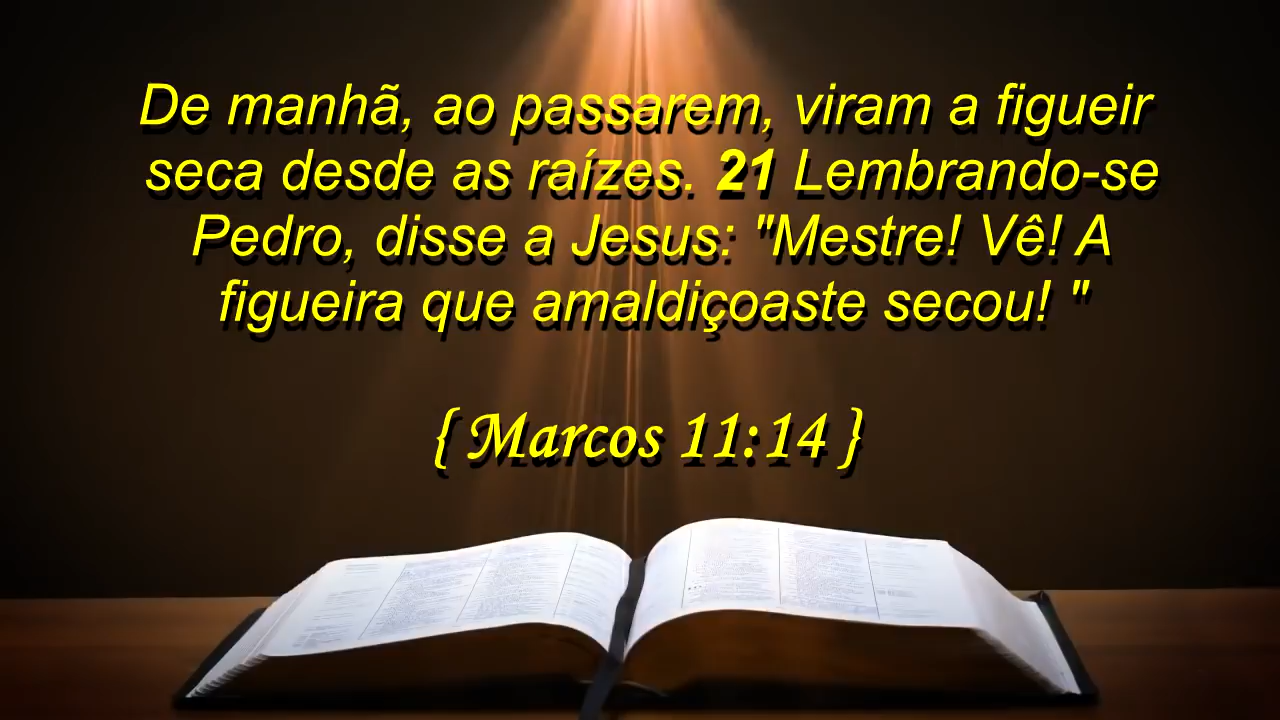 De manhã, ao passarem, viram a figueir
seca desde as raízes. 21 Lembrando-se
Pedro, disse a Jesus: "Mestre! Vê! A
figueira que amaldiçoaste secou! "
{ Marcos 11:14 }